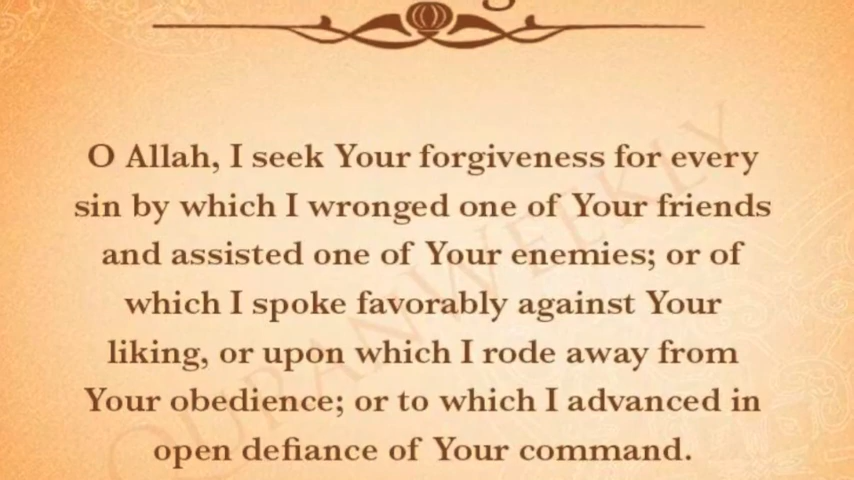 O Allah, I seek Your forgiveness for every
sin by which I wronged one of Your friends
and assisted one of Your enemies; or of
which I spoke favorably against Your
liking, or upon which I rode away from
Your obedience; or to which I advanced in
open defiance of Your command.
QURANWEEKLY